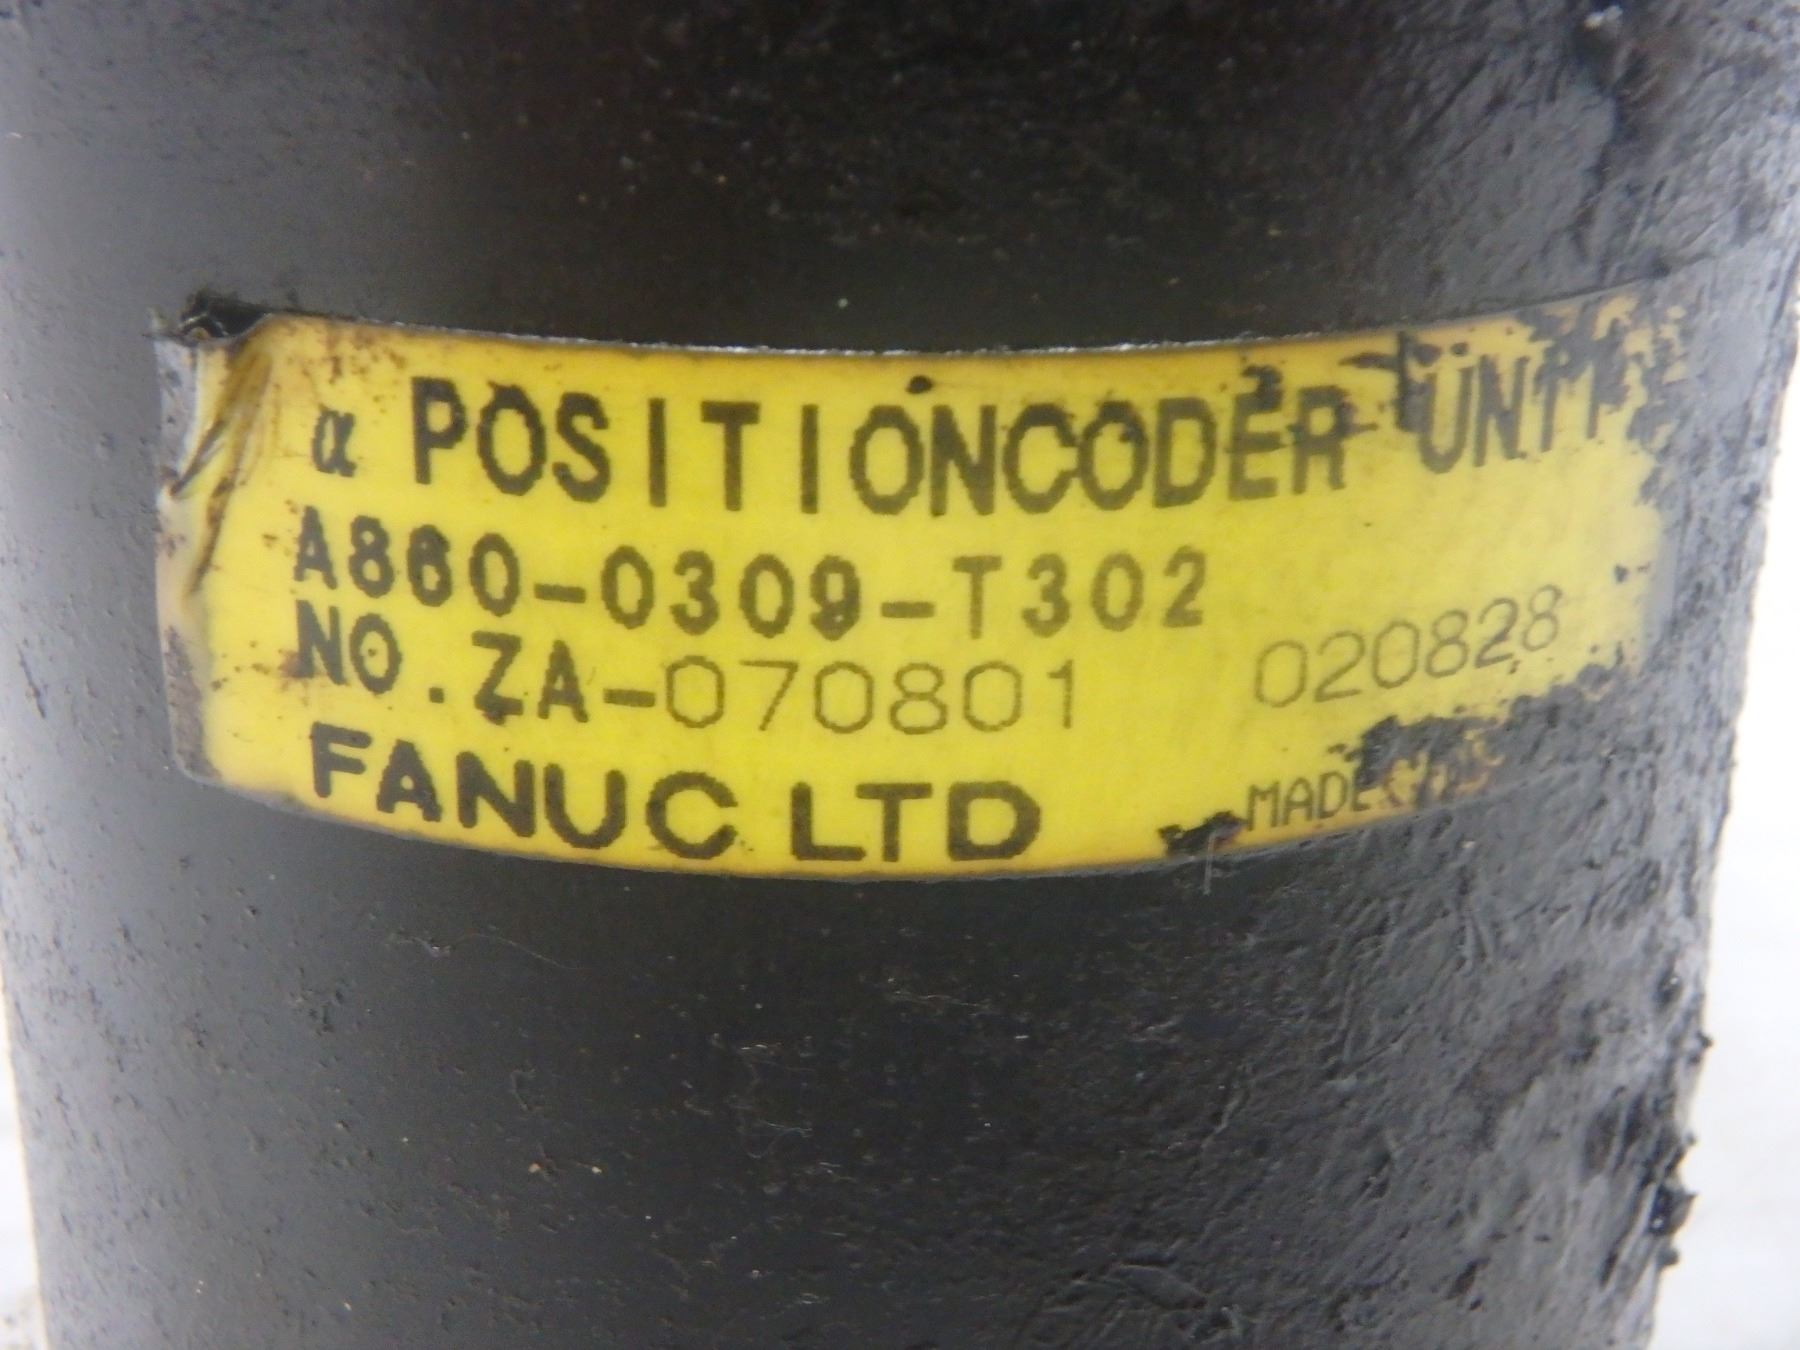 α POSITIONCODER UNIT
A860-0309-T302
NO.ZA-070801 020828
FANUC LTD MADE